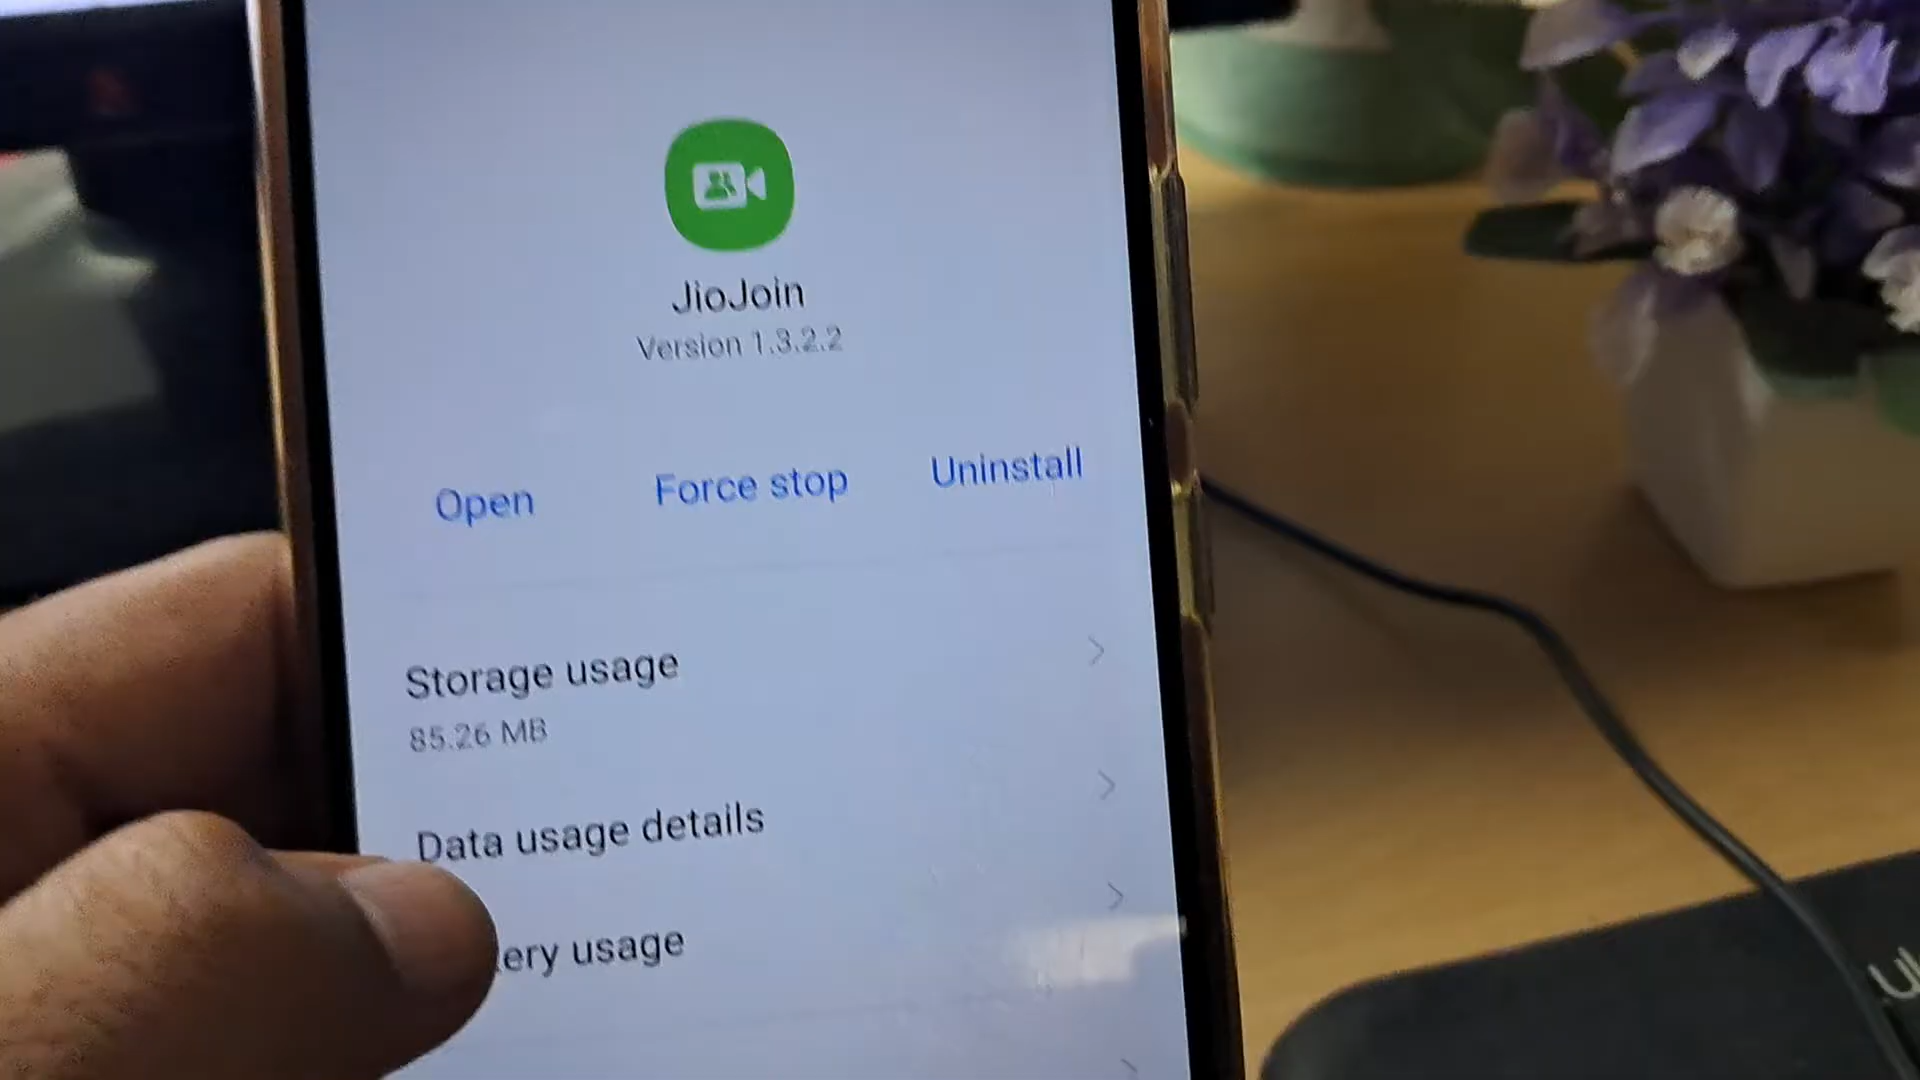 JioJoin
Version 1.3.2.2
Open Force stop Uninstall
Storage usage
85.26 MB
Data usage details
ery usage